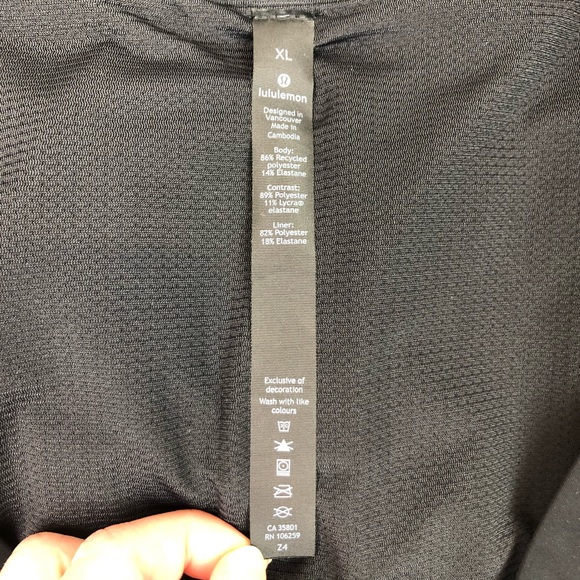 XL
lululemon
Designed in
Vancouver
Made in
Cambodia
Body:
86% Recycled
polyester
14% Elastane
Contrast:
89% Polyester
11% Lycra®
elastane
Liner:
82% Polyester
18% Elastane
Exclusive of
decoration
Wash with like
colours
CA 35801
RN 106259
Z4